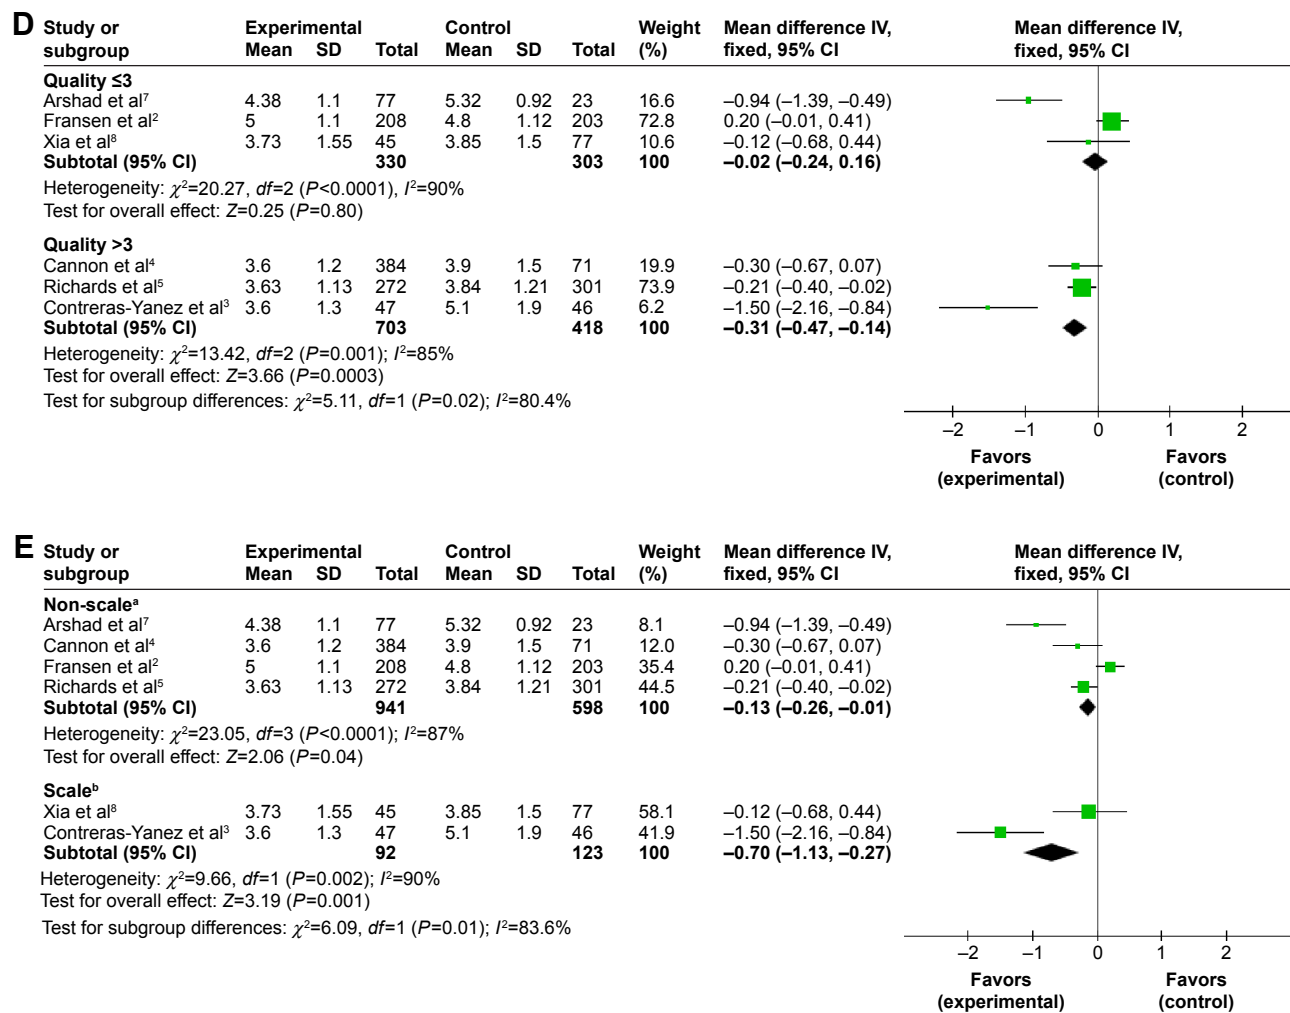 D Study or subgroup Experimental Control Weight (%) Mean difference IV, fixed, 95% CI Mean difference IV, fixed, 95% CI
Mean SD Total Mean SD Total
Quality ≤3
Arshad et al⁷ 4.38 1.1 77 5.32 0.92 23 16.6 –0.94 (–1.39, –0.49)
Fransen et al² 5 1.1 208 4.8 1.12 203 72.8 0.20 (–0.01, 0.41)
Xia et al⁸ 3.73 1.55 45 3.85 1.5 77 10.6 –0.12 (–0.68, 0.44)
Subtotal (95% CI) 330 303 100 –0.02 (–0.24, 0.16)
Heterogeneity: χ²=20.27, df=2 (P<0.0001), I²=90%
Test for overall effect: Z=0.25 (P=0.80)
Quality >3
Cannon et al⁴ 3.6 1.2 384 3.9 1.5 71 19.9 –0.30 (–0.67, 0.07)
Richards et al⁵ 3.63 1.13 272 3.84 1.21 301 73.9 –0.21 (–0.40, –0.02)
Contreras-Yanez et al³ 3.6 1.3 47 5.1 1.9 46 6.2 –1.50 (–2.16, –0.84)
Subtotal (95% CI) 703 418 100 –0.31 (–0.47, –0.14)
Heterogeneity: χ²=13.42, df=2 (P=0.001); I²=85%
Test for overall effect: Z=3.66 (P=0.0003)
Test for subgroup differences: χ²=5.11, df=1 (P=0.02); I²=80.4%
–2 –1 0 1 2
Favors Favors
(experimental) (control)
E Study or subgroup Experimental Control Weight (%) Mean difference IV, fixed, 95% CI Mean difference IV, fixed, 95% CI
Mean SD Total Mean SD Total
Non-scaleᵃ
Arshad et al⁷ 4.38 1.1 77 5.32 0.92 23 8.1 –0.94 (–1.39, –0.49)
Cannon et al⁴ 3.6 1.2 384 3.9 1.5 71 12.0 –0.30 (–0.67, 0.07)
Fransen et al² 5 1.1 208 4.8 1.12 203 35.4 0.20 (–0.01, 0.41)
Richards et al⁵ 3.63 1.13 272 3.84 1.21 301 44.5 –0.21 (–0.40, –0.02)
Subtotal (95% CI) 941 598 100 –0.13 (–0.26, –0.01)
Heterogeneity: χ²=23.05, df=3 (P<0.0001); I²=87%
Test for overall effect: Z=2.06 (P=0.04)
Scaleᵇ
Xia et al⁸ 3.73 1.55 45 3.85 1.5 77 58.1 –0.12 (–0.68, 0.44)
Contreras-Yanez et al³ 3.6 1.3 47 5.1 1.9 46 41.9 –1.50 (–2.16, –0.84)
Subtotal (95% CI) 92 123 100 –0.70 (–1.13, –0.27)
Heterogeneity: χ²=9.66, df=1 (P=0.002); I²=90%
Test for overall effect: Z=3.19 (P=0.001)
Test for subgroup differences: χ²=6.09, df=1 (P=0.01); I²=83.6%
–2 –1 0 1 2
Favors Favors
(experimental) (control)